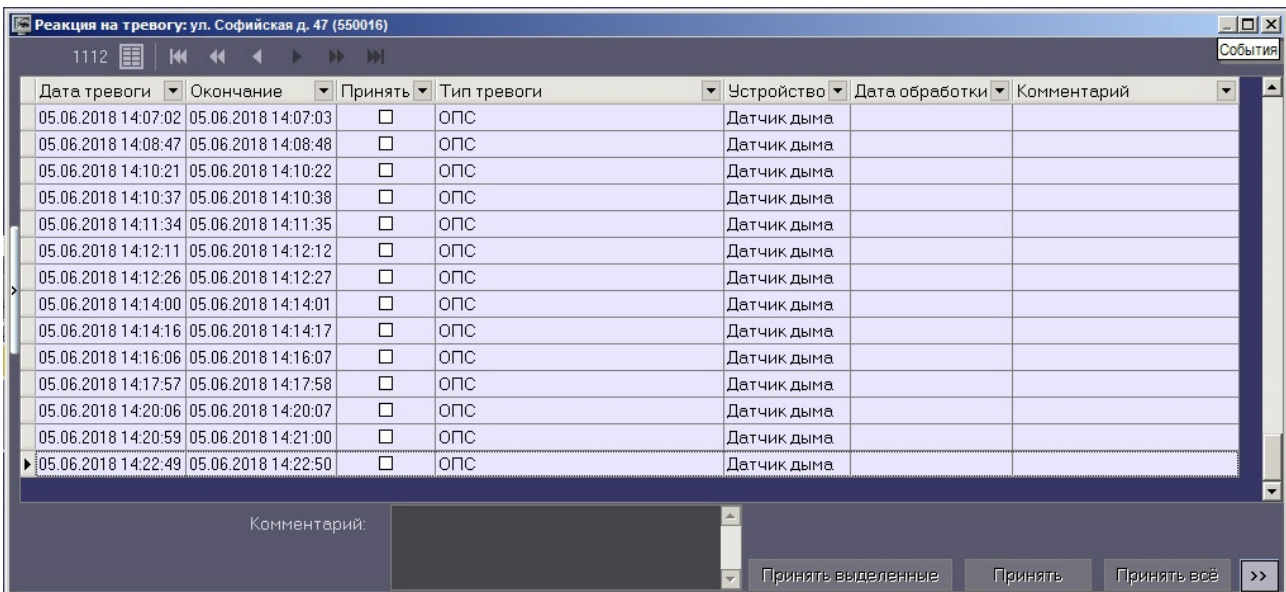 Реакция на тревогу: ул. Софийская д. 47 (550016)
События
1112
Дата тревоги Окончание Принять Тип тревоги Устройство Дата обработки Комментарий
05.06.2018 14:07:02 05.06.2018 14:07:03 ОПС Датчик дыма
05.06.2018 14:08:47 05.06.2018 14:08:48 ОПС Датчик дыма
05.06.2018 14:10:21 05.06.2018 14:10:22 ОПС Датчик дыма
05.06.2018 14:10:37 05.06.2018 14:10:38 ОПС Датчик дыма
05.06.2018 14:11:34 05.06.2018 14:11:35 ОПС Датчик дыма
05.06.2018 14:12:11 05.06.2018 14:12:12 ОПС Датчик дыма
05.06.2018 14:12:26 05.06.2018 14:12:27 ОПС Датчик дыма
05.06.2018 14:14:00 05.06.2018 14:14:01 ОПС Датчик дыма
05.06.2018 14:14:16 05.06.2018 14:14:17 ОПС Датчик дыма
05.06.2018 14:16:06 05.06.2018 14:16:07 ОПС Датчик дыма
05.06.2018 14:17:57 05.06.2018 14:17:58 ОПС Датчик дыма
05.06.2018 14:20:06 05.06.2018 14:20:07 ОПС Датчик дыма
05.06.2018 14:20:59 05.06.2018 14:21:00 ОПС Датчик дыма
05.06.2018 14:22:49 05.06.2018 14:22:50 ОПС Датчик дыма
Комментарий:
Принять выделенные Принять Принять всё >>